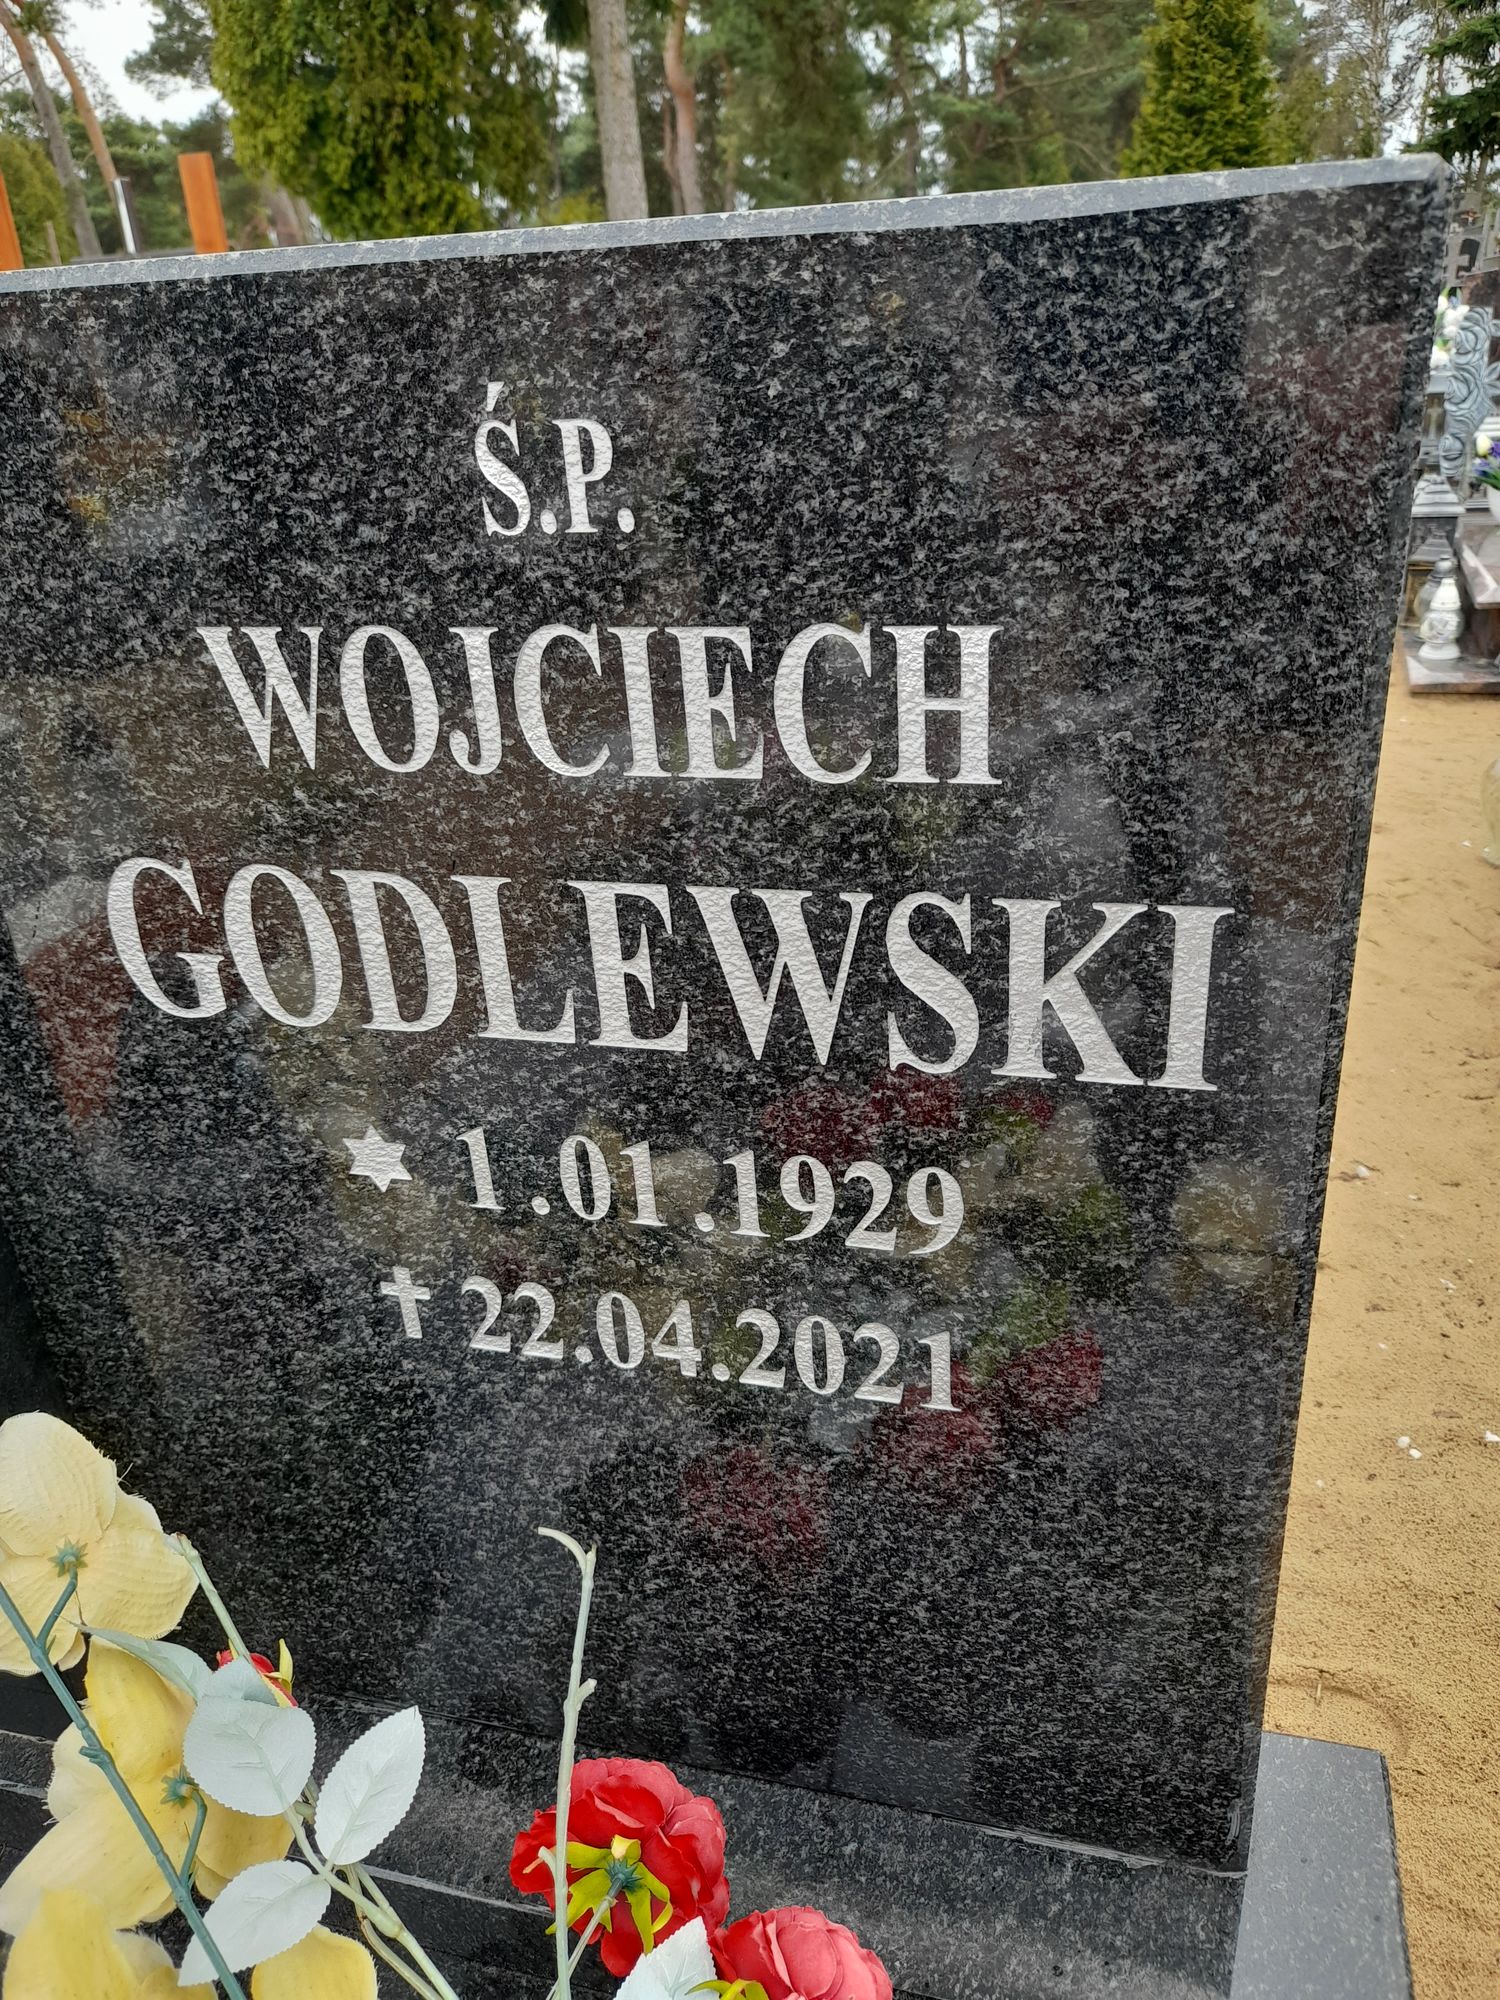 Ś.P.
WOJCIECH
GODLEWSKI
1.01.1929
22.04.2021